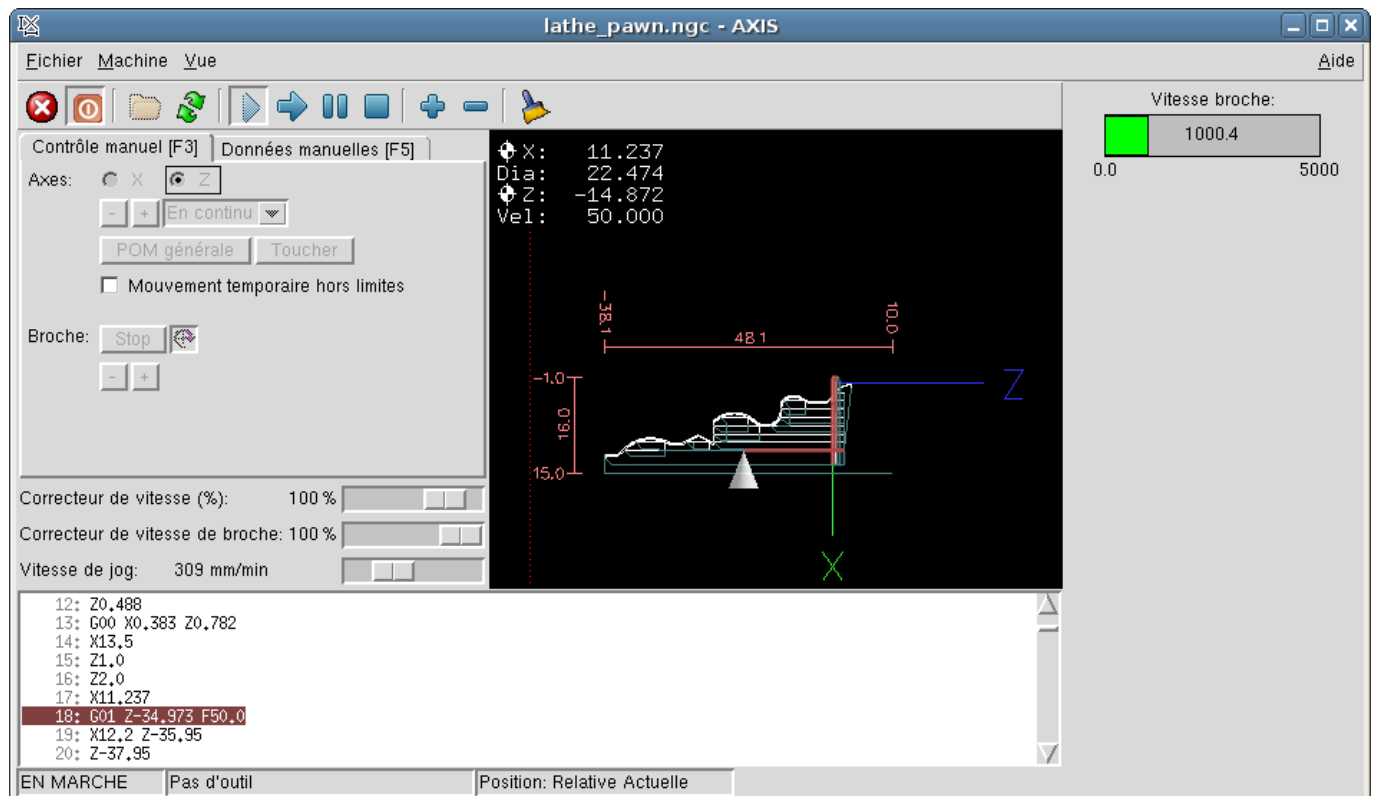 lathe_pawn.ngc - AXIS
Fichier Machine Vue Aide
Contrôle manuel [F3] Données manuelles [F5]
Axes: X Z
- + En continu
POM générale Toucher
Mouvement temporaire hors limites
Broche: Stop
- +
Correcteur de vitesse (%): 100 %
Correcteur de vitesse de broche: 100 %
Vitesse de jog: 309 mm/min
X: 11.237
Dia: 22.474
Z: -14.872
Vel: 50.000
-38.1
10.0
48.1
-1.0
16.0
15.0
Z
X
Vitesse broche:
1000.4
0.0 5000
12: Z0.488
13: G00 X0.383 Z0.782
14: X13.5
15: Z1.0
16: Z2.0
17: X11.237
18: G01 Z-34.973 F50.0
19: X12.2 Z-35.95
20: Z-37.95
EN MARCHE Pas d'outil Position: Relative Actuelle